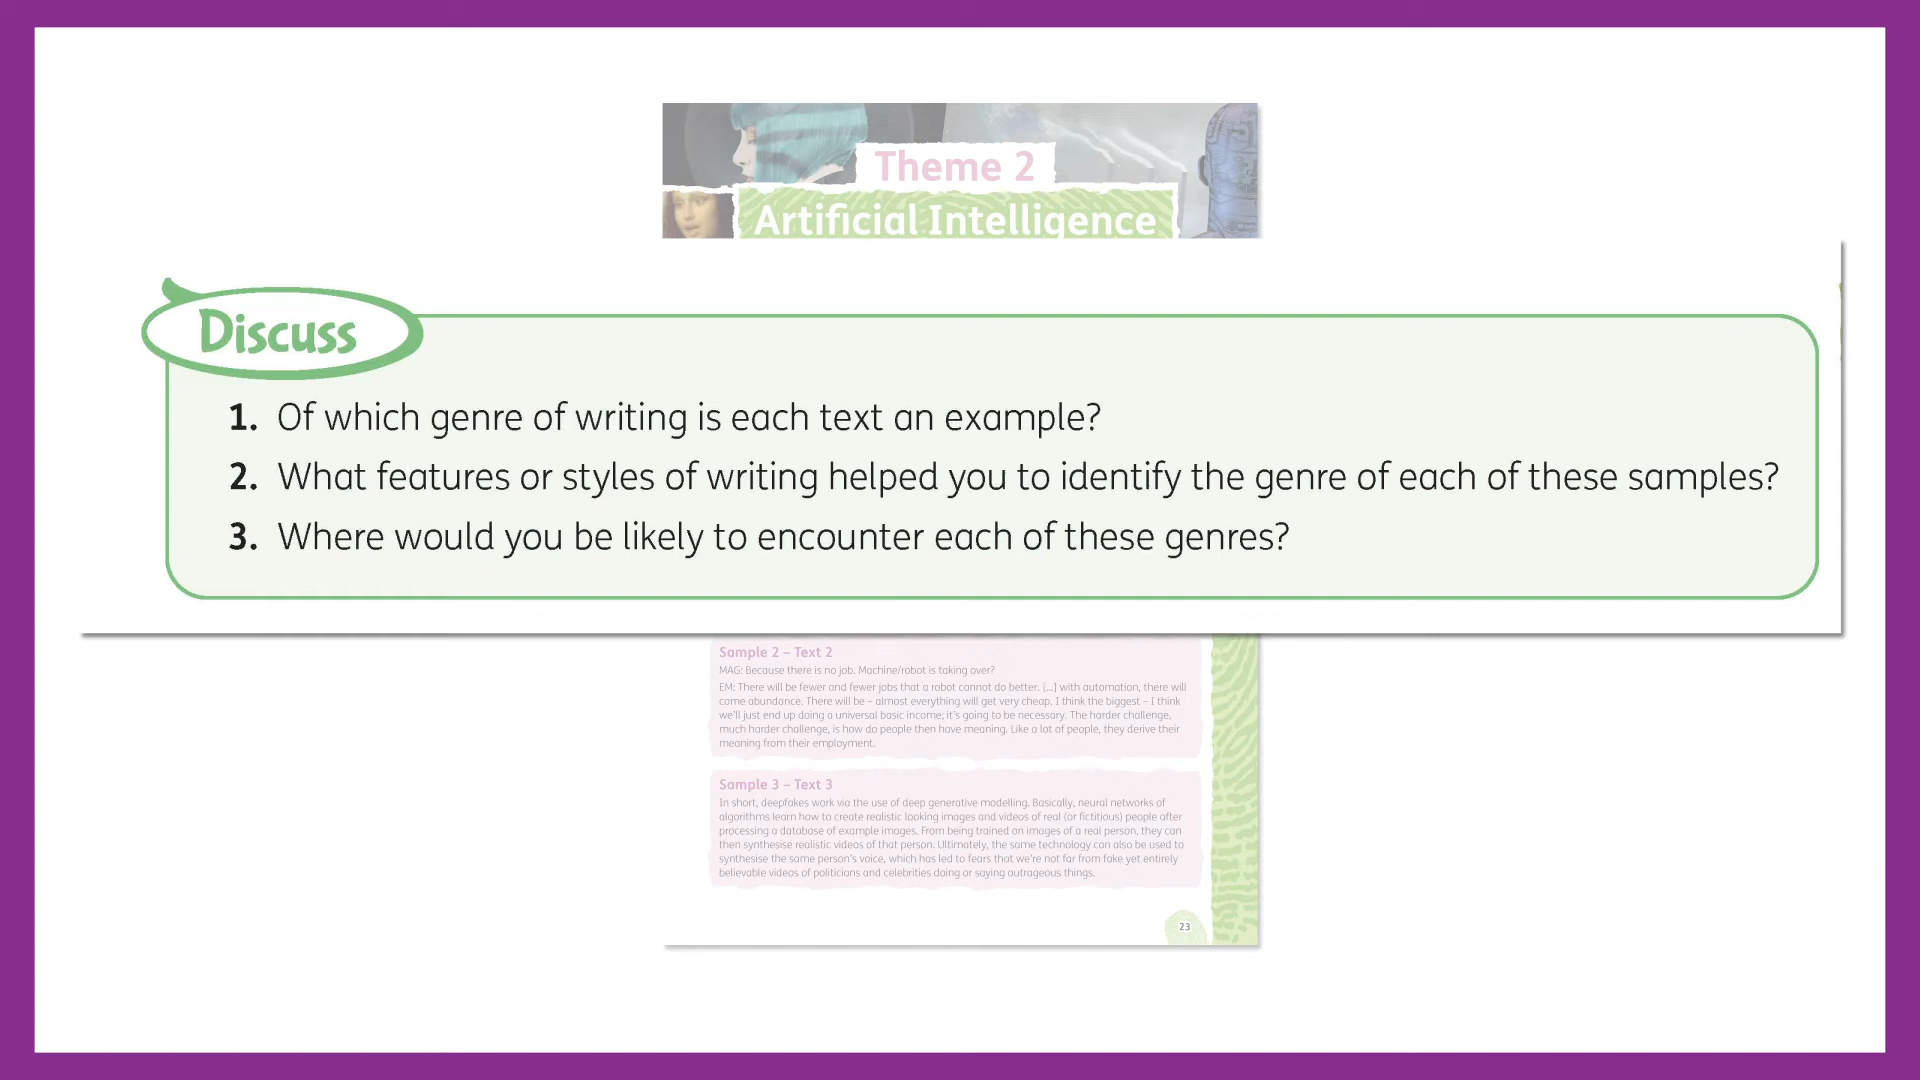 Theme 2
Artificial Intelligence
Discuss
1. Of which genre of writing is each text an example?
2. What features or styles of writing helped you to identify the genre of each of these samples?
3. Where would you be likely to encounter each of these genres?
Sample 2 – Text 2
MAG: Because there is no job. Machine/robot is taking over?
EM: There will be fewer and fewer jobs that a robot cannot do better. [...] with automation, there will
come abundance. There will be – almost everything will get very cheap. I think the biggest – I think
we'll just end up doing a universal basic income; it's going to be necessary. The harder challenge,
much harder challenge, is how do people then have meaning. Like a lot of people, they derive their
meaning from their employment.
Sample 3 – Text 3
In short, deepfakes work via the use of deep generative modelling. Basically, neural networks of
algorithms learn how to create realistic looking images and videos of real (or fictitious) people after
processing a database of example images. From being trained on images of a real person, they can
then synthesise realistic videos of that person. Ultimately, the same technology can also be used to
synthesise the same person's voice, which has led to fears that we're not far from fake yet entirely
believable videos of politicians and celebrities doing or saying outrageous things.
23